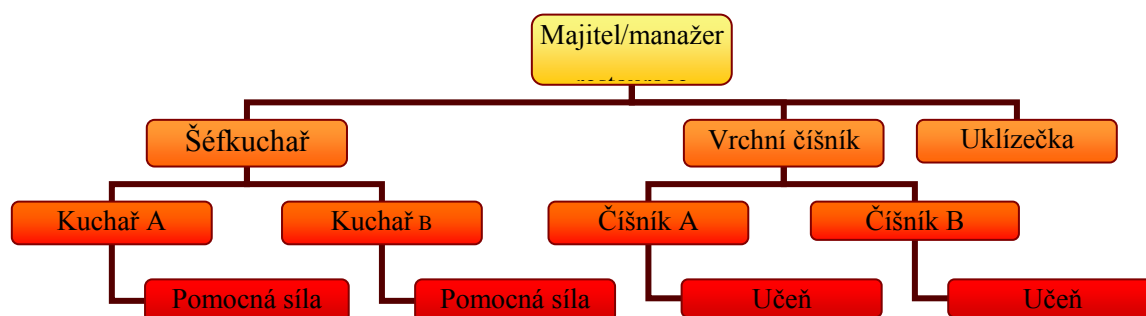 Majitel/manažer
Šéfkuchař
Vrchní číšník
Uklízečka
Kuchař A
Kuchař B
Číšník A
Číšník B
Pomocná síla
Pomocná síla
Učeň
Učeň